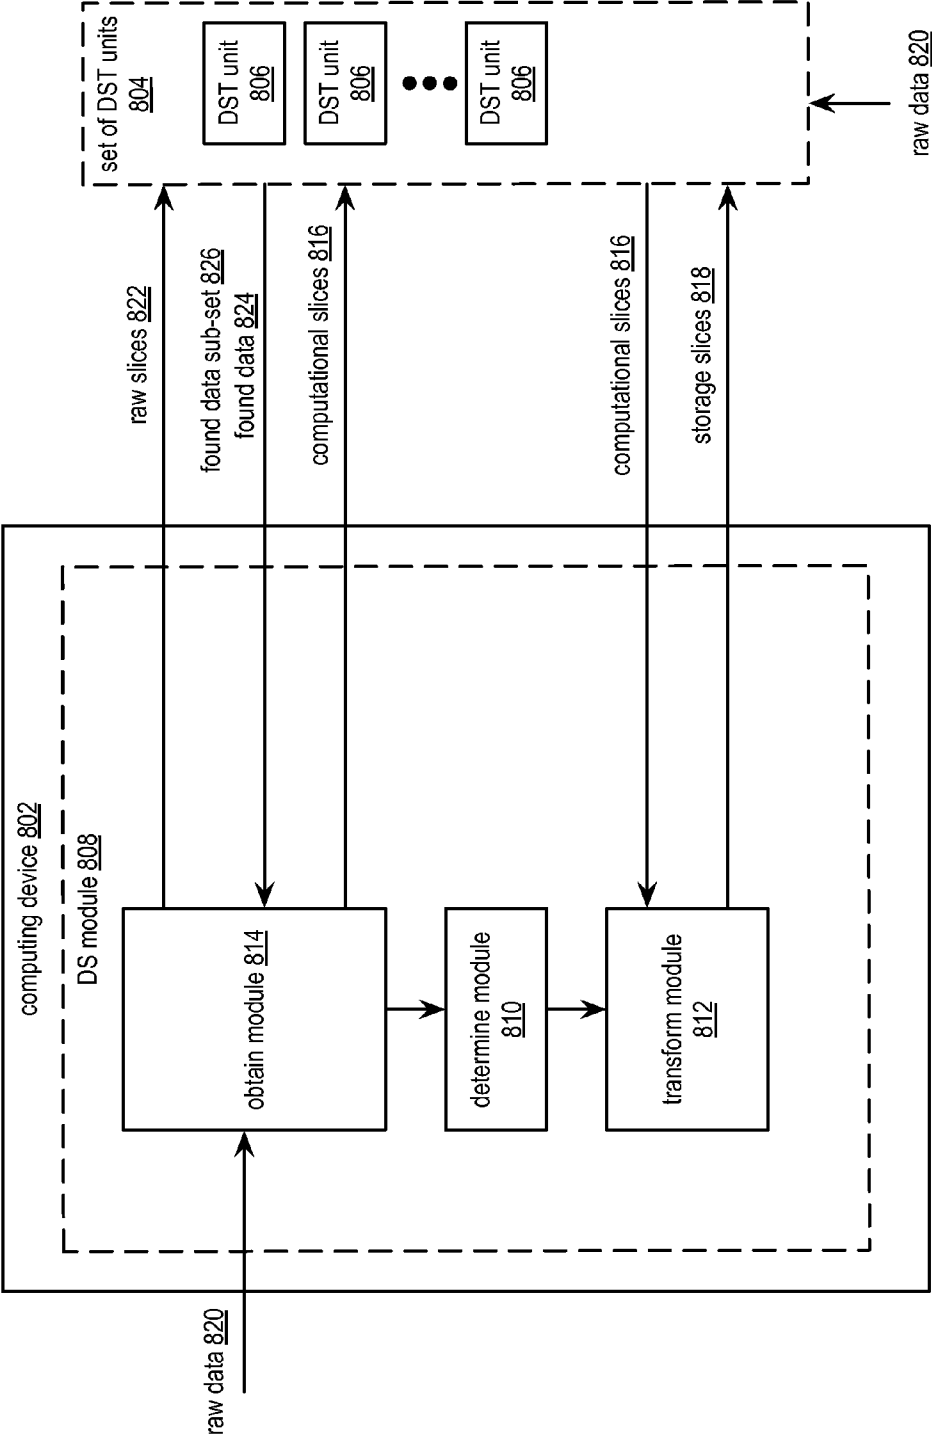 computing device 802
DS module 808
raw data 820
obtain module 814
determine module
810
transform module
812
raw slices 822
found data sub-set 826
found data 824
computational slices 816
computational slices 816
storage slices 818
set of DST units
804
DST unit
806
DST unit
806
DST unit
806
raw data 820